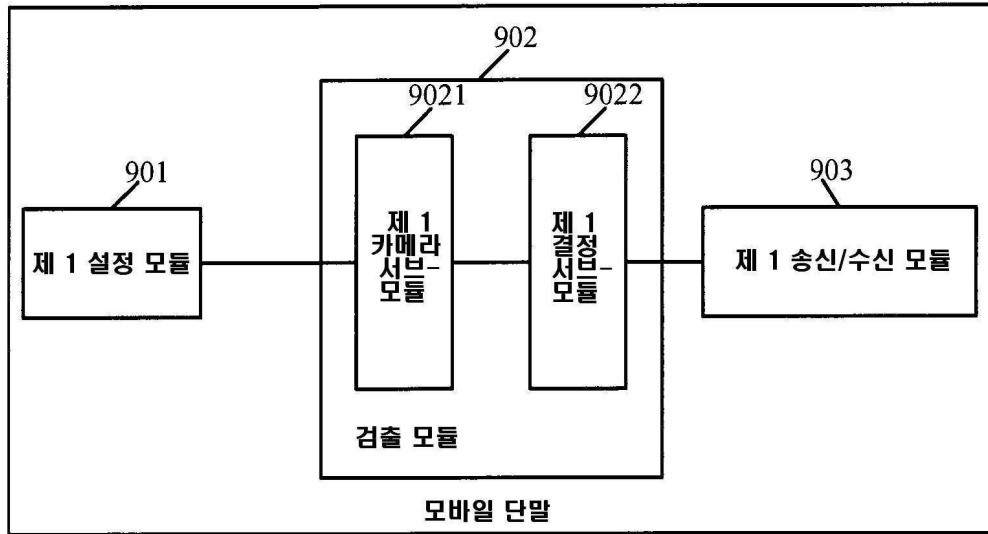 902
9021
9022
901
903
제 1 설정 모듈
제 1
카메라
서브-
모듈
제 1
결정
서브-
모듈
제 1 송신/수신 모듈
검출 모듈
모바일 단말